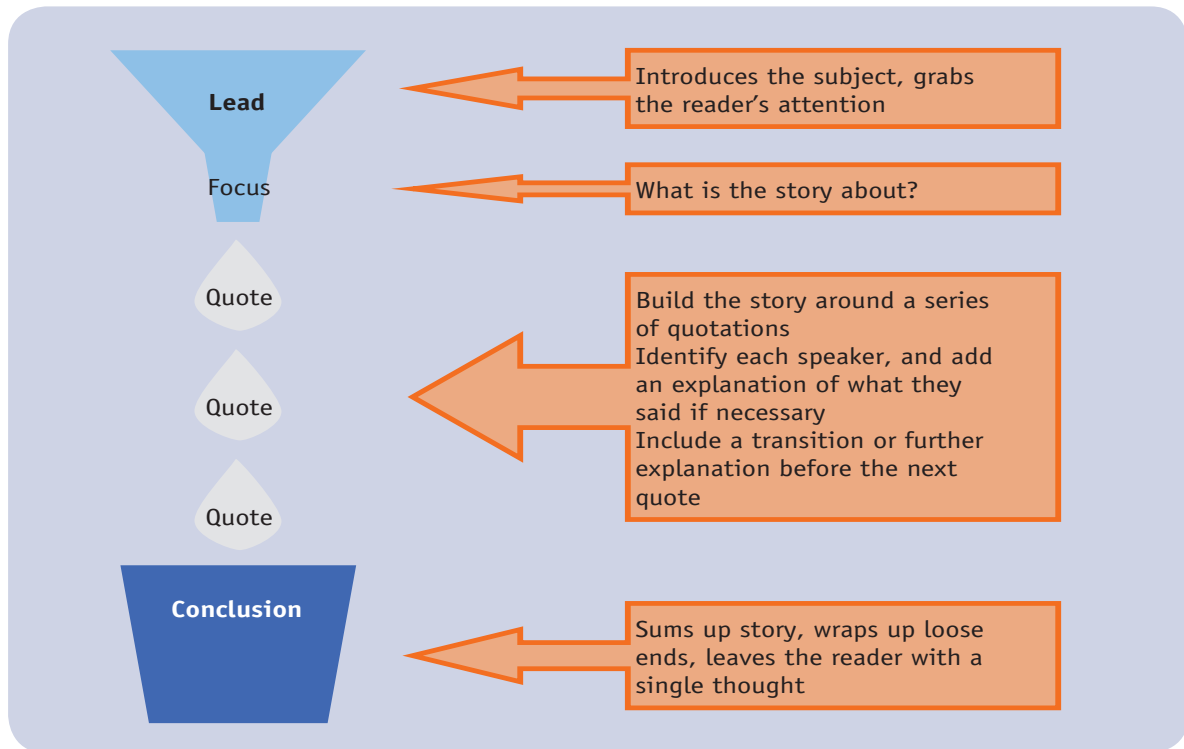 Lead
Introduces the subject, grabs
the reader’s attention
Focus
What is the story about?
Quote
Quote
Quote
Build the story around a series
of quotations
Identify each speaker, and add
an explanation of what they
said if necessary
Include a transition or further
explanation before the next
quote
Conclusion
Sums up story, wraps up loose
ends, leaves the reader with a
single thought